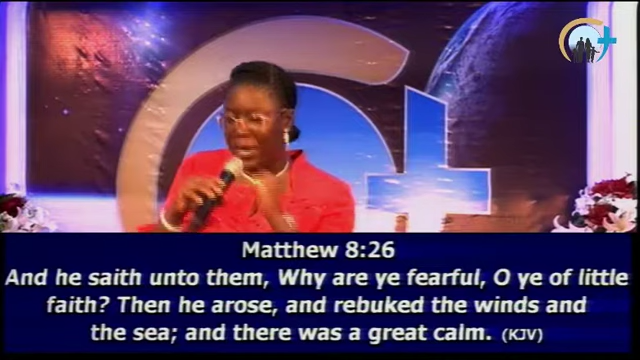 Matthew 8:26
And he saith unto them, Why are ye fearful, O ye of little
faith? Then he arose, and rebuked the winds and
the sea; and there was a great calm. (KJV)